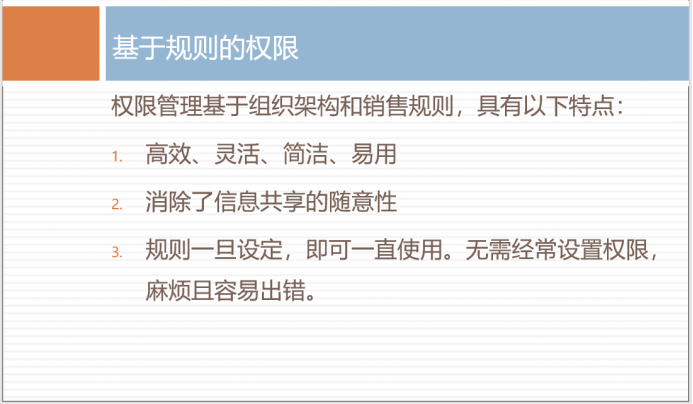 基于规则的权限
权限管理基于组织架构和销售规则，具有以下特点：
1. 高效、灵活、简洁、易用
2. 消除了信息共享的随意性
3. 规则一旦设定，即可一直使用。无需经常设置权限，
麻烦且容易出错。